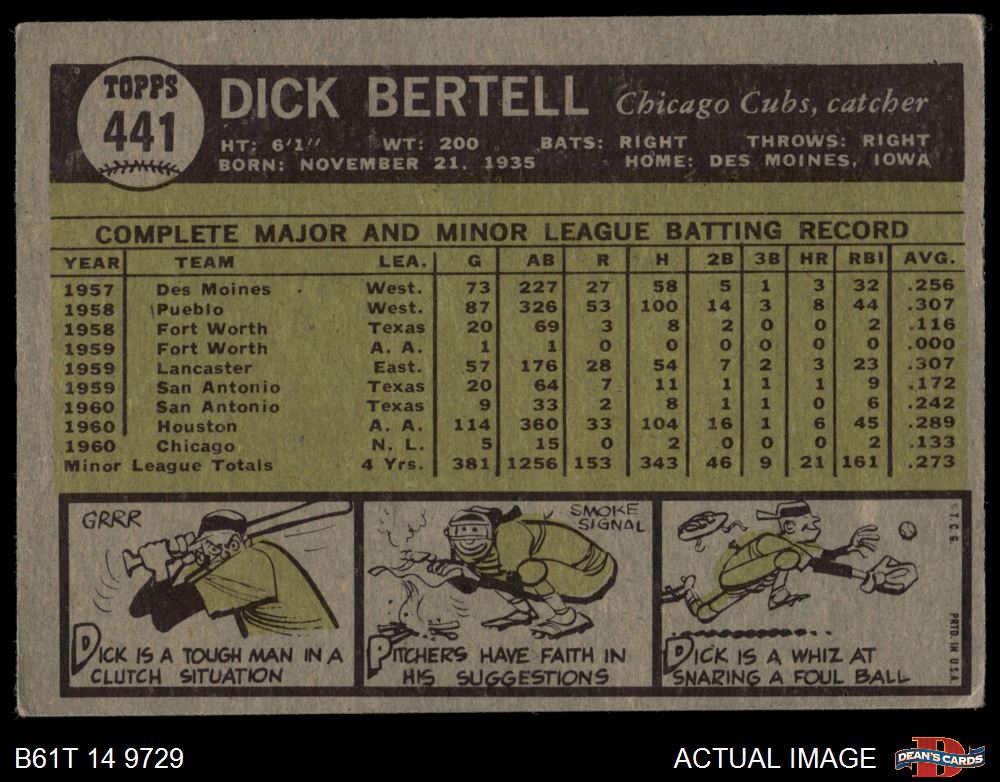 TOPPS
441
DICK BERTELL Chicago Cubs, catcher
HT: 6'1" WT: 200 BATS: RIGHT THROWS: RIGHT
BORN: NOVEMBER 21, 1935 HOME: DES MOINES, IOWA
COMPLETE MAJOR AND MINOR LEAGUE BATTING RECORD
YEAR TEAM LEA. G AB R H 2B 3B HR RBI AVG.
1957 Des Moines West. 73 227 27 58 5 1 3 32 .256
1958 Pueblo West. 87 326 53 100 14 3 8 44 .307
1958 Fort Worth Texas 20 69 3 8 2 0 0 2 .116
1959 Fort Worth A. A. 1 1 0 0 0 0 0 0 .000
1959 Lancaster East. 57 176 28 54 7 2 3 23 .307
1959 San Antonio Texas 20 64 7 11 1 1 1 9 .172
1960 San Antonio Texas 9 33 2 8 1 1 0 6 .242
1960 Houston A. A. 114 360 33 104 16 1 6 45 .289
1960 Chicago N. L. 5 15 0 2 0 0 0 2 .133
Minor League Totals 4 Yrs. 381 1256 153 343 46 9 21 161 .273
GRRR
DICK IS A TOUGH MAN IN A
CLUTCH SITUATION
SMOKE
SIGNAL
PITCHERS HAVE FAITH IN
HIS SUGGESTIONS
DICK IS A WHIZ AT
SNARING A FOUL BALL
© T. C. G.
PRTD. IN U.S.A.
B61T 14 9729
ACTUAL IMAGE
DEAN'S CARDS